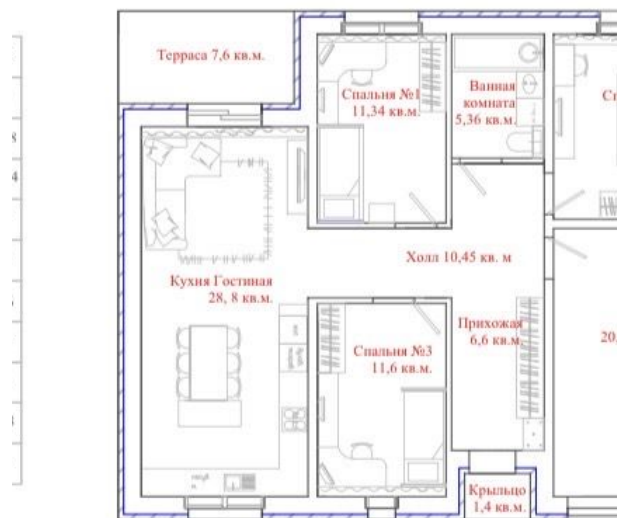 Терраса 7,6 кв.м.
Спальня №1
11,34 кв.м.
Ванная
комната
5,36 кв.м.
Холл 10,45 кв. м
Кухня Гостиная
28, 8 кв.м.
Прихожая
6,6 кв.м.
Спальня №3
11,6 кв.м.
20,
Крыльцо
1,4 кв.м.